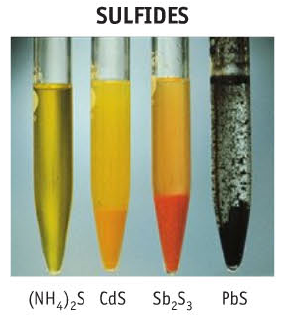 SULFIDES
(NH₄)₂S CdS Sb₂S₃ PbS